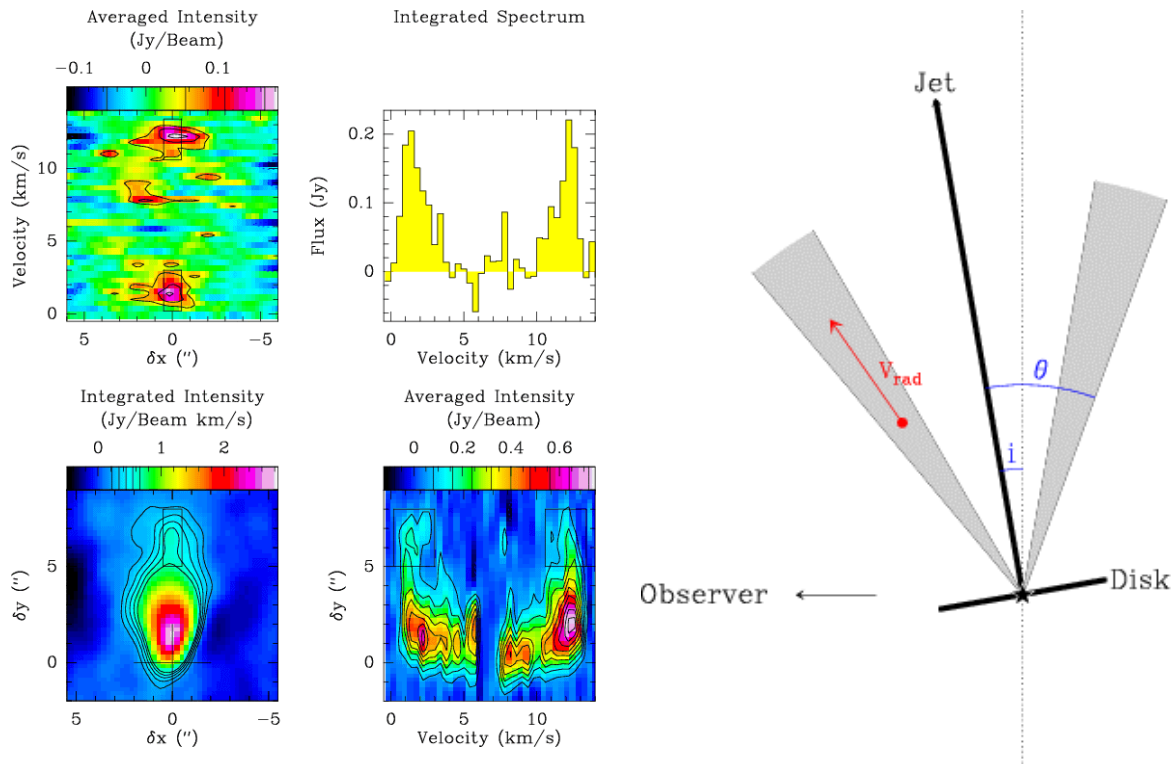 Averaged Intensity
(Jy/Beam)
−0.1 0 0.1
Velocity (km/s)
10
5
0
5 0 −5
δx (″)
Integrated Spectrum
Flux (Jy)
0.2
0.1
0
0 5 10
Velocity (km/s)
Integrated Intensity
(Jy/Beam km/s)
0 1 2
δy (″)
5
0
5 0 −5
δx (″)
Averaged Intensity
(Jy/Beam)
0 0.2 0.4 0.6
δy (″)
5
0
0 5 10
Velocity (km/s)
Jet
Vrad
θ
i
Disk
Observer